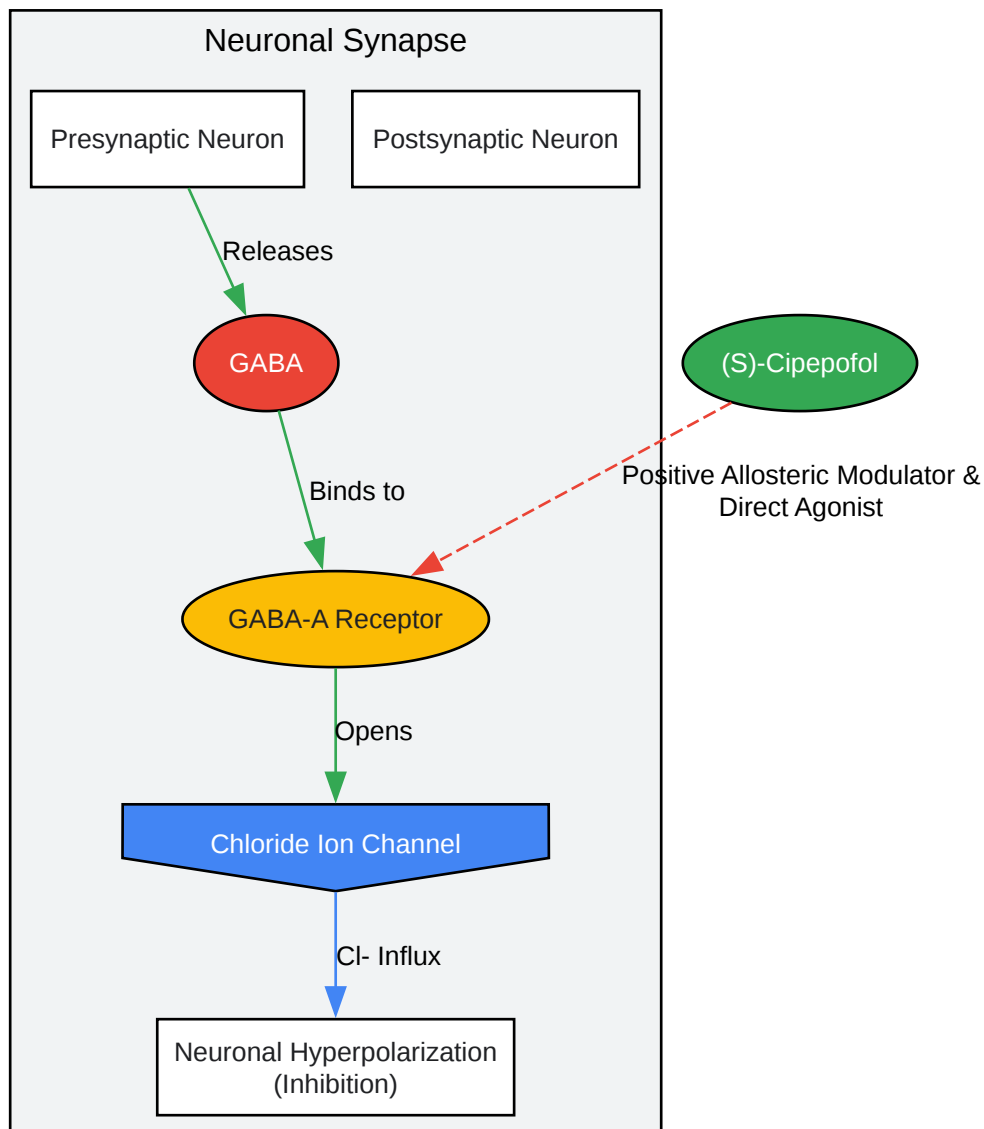 Neuronal Synapse
Presynaptic Neuron
Postsynaptic Neuron
Releases
GABA
(S)-Cipepofol
Binds to
Positive Allosteric Modulator &
Direct Agonist
GABA-A Receptor
Opens
Chloride Ion Channel
Cl- Influx
Neuronal Hyperpolarization
(Inhibition)